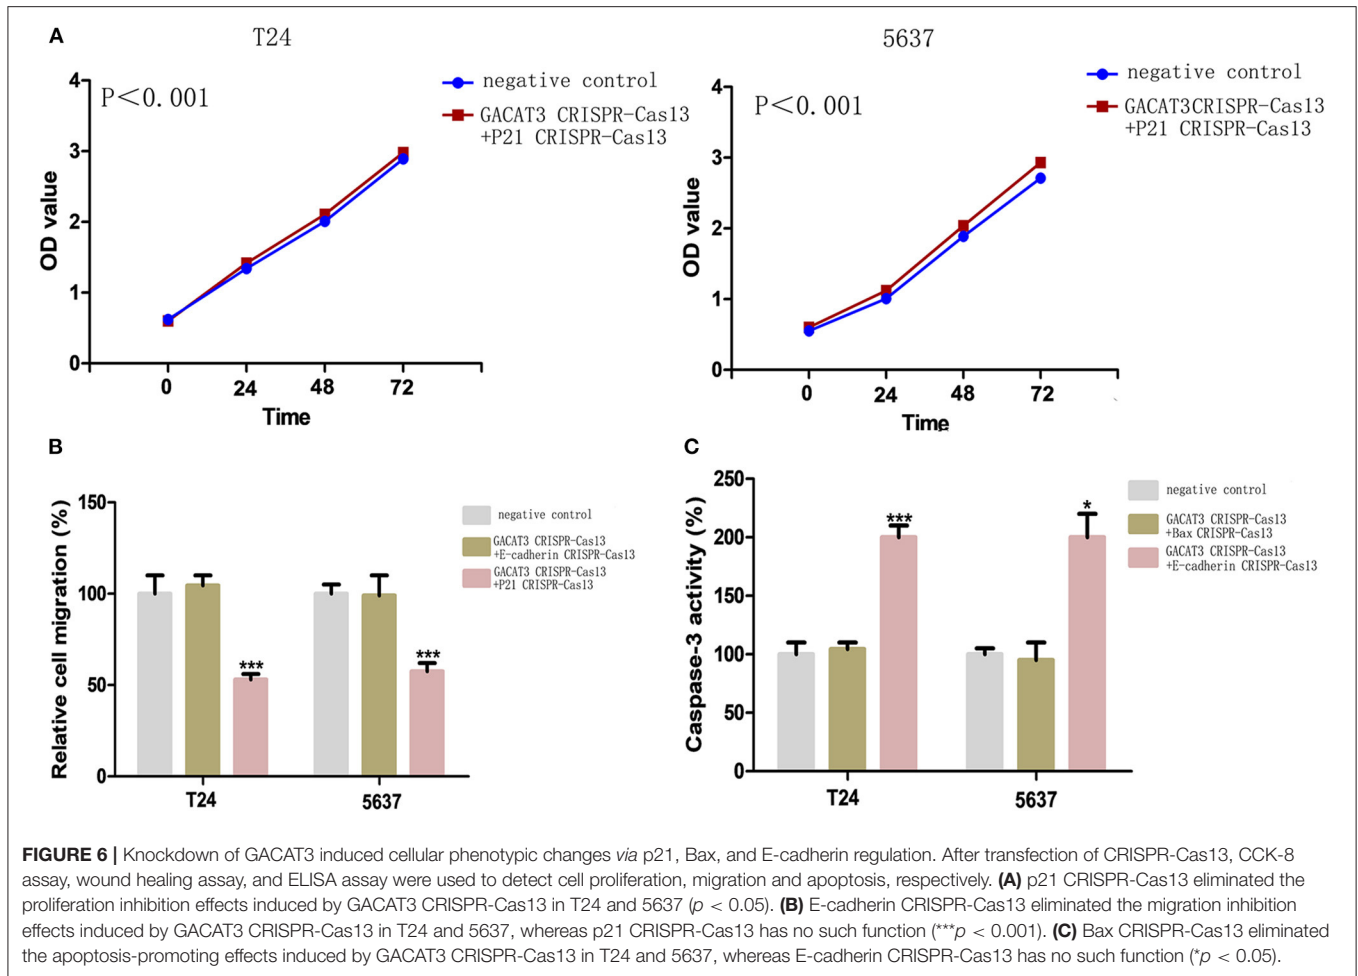 A
T24
5637
4
3
2
1
0
OD value
P<0.001
negative control
GACAT3 CRISPR-Cas13
+P21 CRISPR-Cas13
0 24 48 72
Time
4
3
2
1
0
OD value
P<0.001
negative control
GACAT3CRISPR-Cas13
+P21 CRISPR-Cas13
0 24 48 72
Time
B
150
100
50
0
Relative cell migration (%)
negative control
GACAT3 CRISPR-Cas13
+E-cadherin CRISPR-Cas13
GACAT3 CRISPR-Cas13
+P21 CRISPR-Cas13
*** ***
T24 5637
C
250
200
150
100
50
0
Caspase-3 activity (%)
negative control
GACAT3 CRISPR-Cas13
+Bax CRISPR-Cas13
GACAT3 CRISPR-Cas13
+E-cadherin CRISPR-Cas13
*** *
T24 5637
FIGURE 6 | Knockdown of GACAT3 induced cellular phenotypic changes via p21, Bax, and E-cadherin regulation. After transfection of CRISPR-Cas13, CCK-8
assay, wound healing assay, and ELISA assay were used to detect cell proliferation, migration and apoptosis, respectively. (A) p21 CRISPR-Cas13 eliminated the
proliferation inhibition effects induced by GACAT3 CRISPR-Cas13 in T24 and 5637 (p < 0.05). (B) E-cadherin CRISPR-Cas13 eliminated the migration inhibition
effects induced by GACAT3 CRISPR-Cas13 in T24 and 5637, whereas p21 CRISPR-Cas13 has no such function (***p < 0.001). (C) Bax CRISPR-Cas13 eliminated
the apoptosis-promoting effects induced by GACAT3 CRISPR-Cas13 in T24 and 5637, whereas E-cadherin CRISPR-Cas13 has no such function (*p < 0.05).